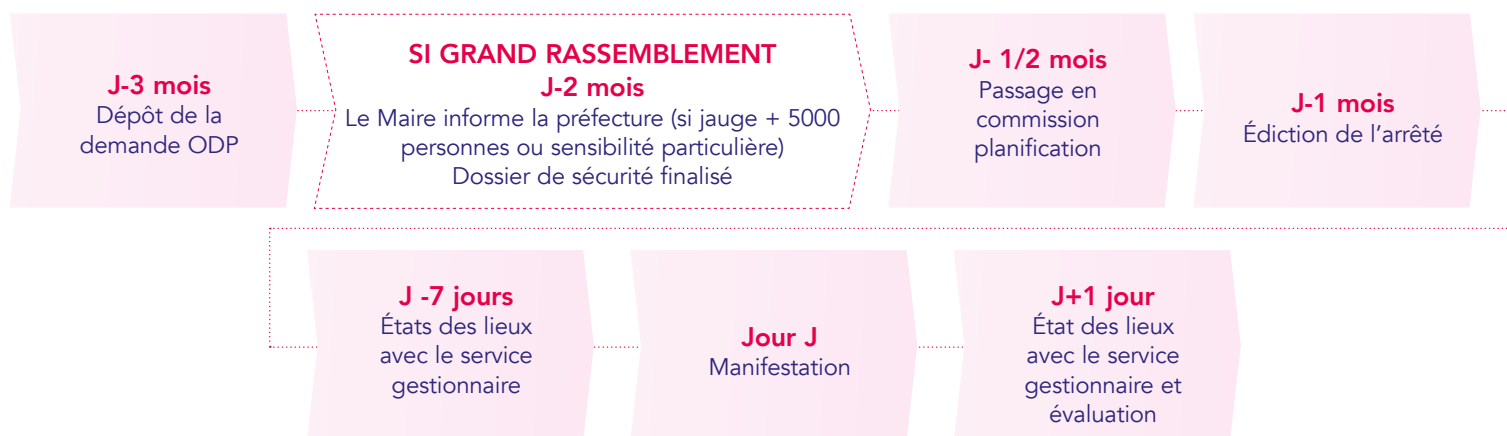 J-3 mois
Dépôt de la
demande ODP
SI GRAND RASSEMBLEMENT
J-2 mois
Le Maire informe la préfecture (si jauge + 5000
personnes ou sensibilité particulière)
Dossier de sécurité finalisé
J- 1/2 mois
Passage en
commission
planification
J-1 mois
Édiction de l’arrêté
J -7 jours
États des lieux
avec le service
gestionnaire
Jour J
Manifestation
J+1 jour
État des lieux
avec le service
gestionnaire et
évaluation